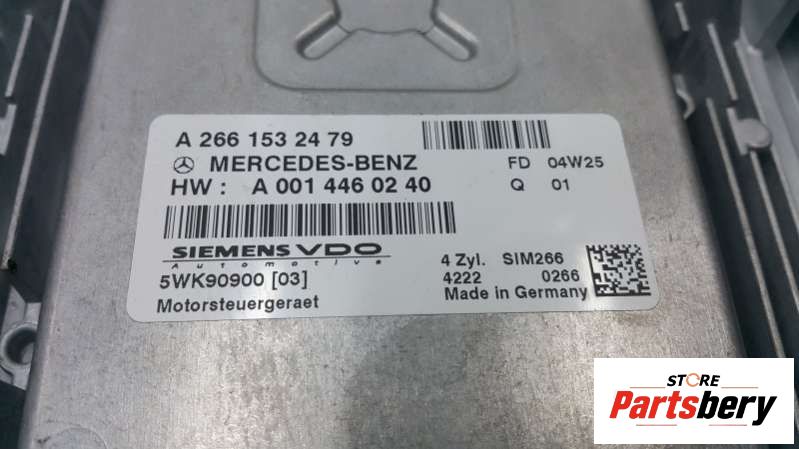 A 266 153 24 79
MERCEDES-BENZ
FD 04W25
HW : A 001 446 02 40
Q 01
SIEMENS VDO
Automotive
5WK90900 [03]
Motorsteuergeraet
4 Zyl. SIM266
4222 0266
Made in Germany
STORE
Partsbery